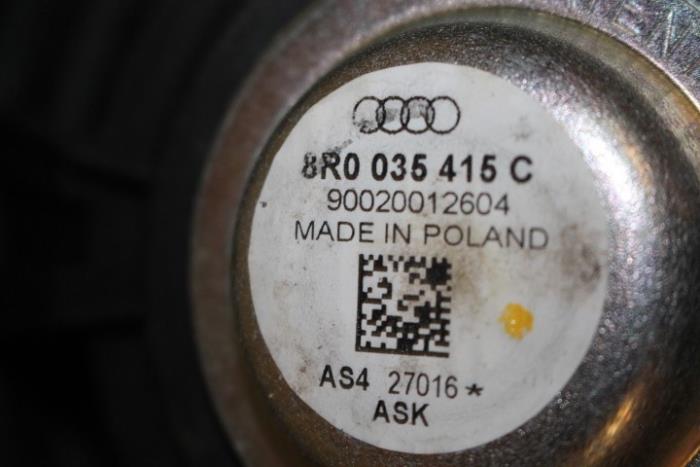 8R0 035 415 C
90020012604
MADE IN POLAND
AS4 27016*
ASK